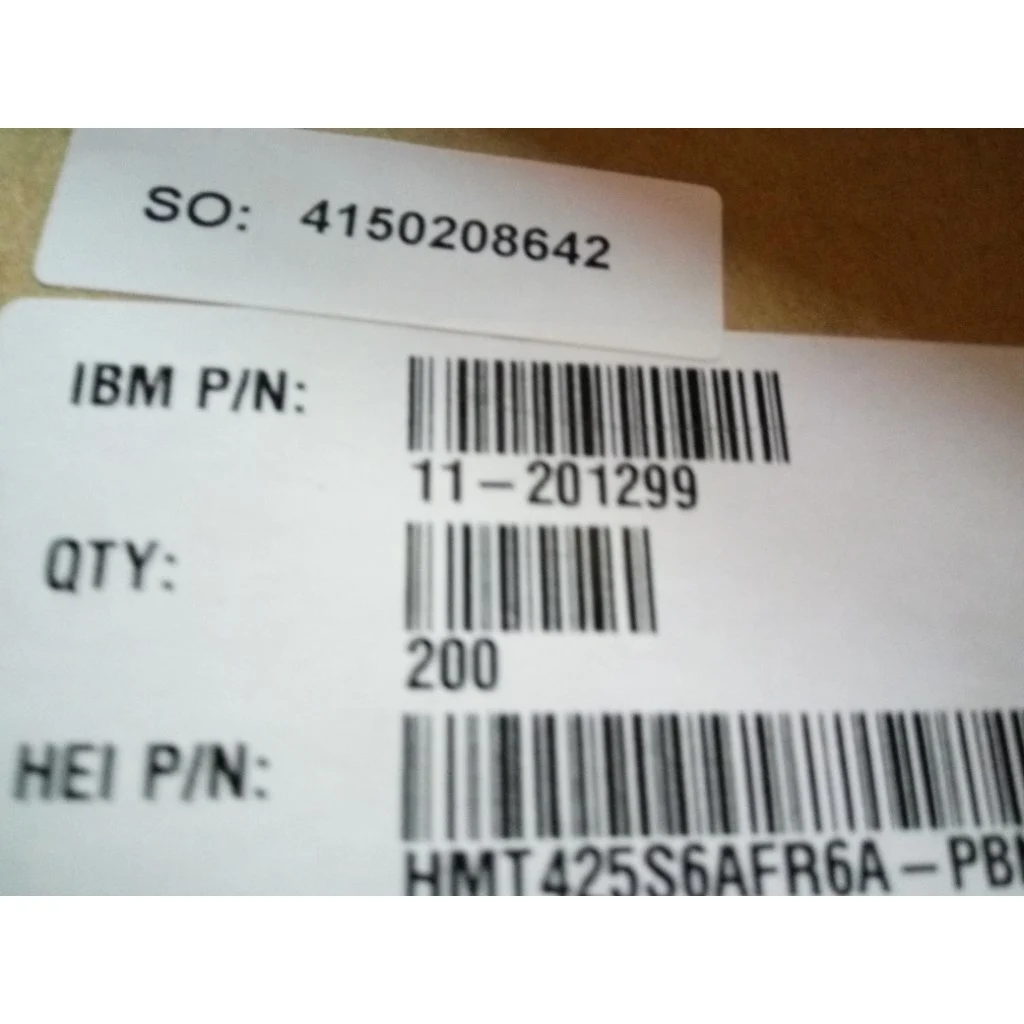 SO: 4150208642
IBM P/N:
11-201299
QTY:
200
HEI P/N:
HMT425S6AFR6A-PB